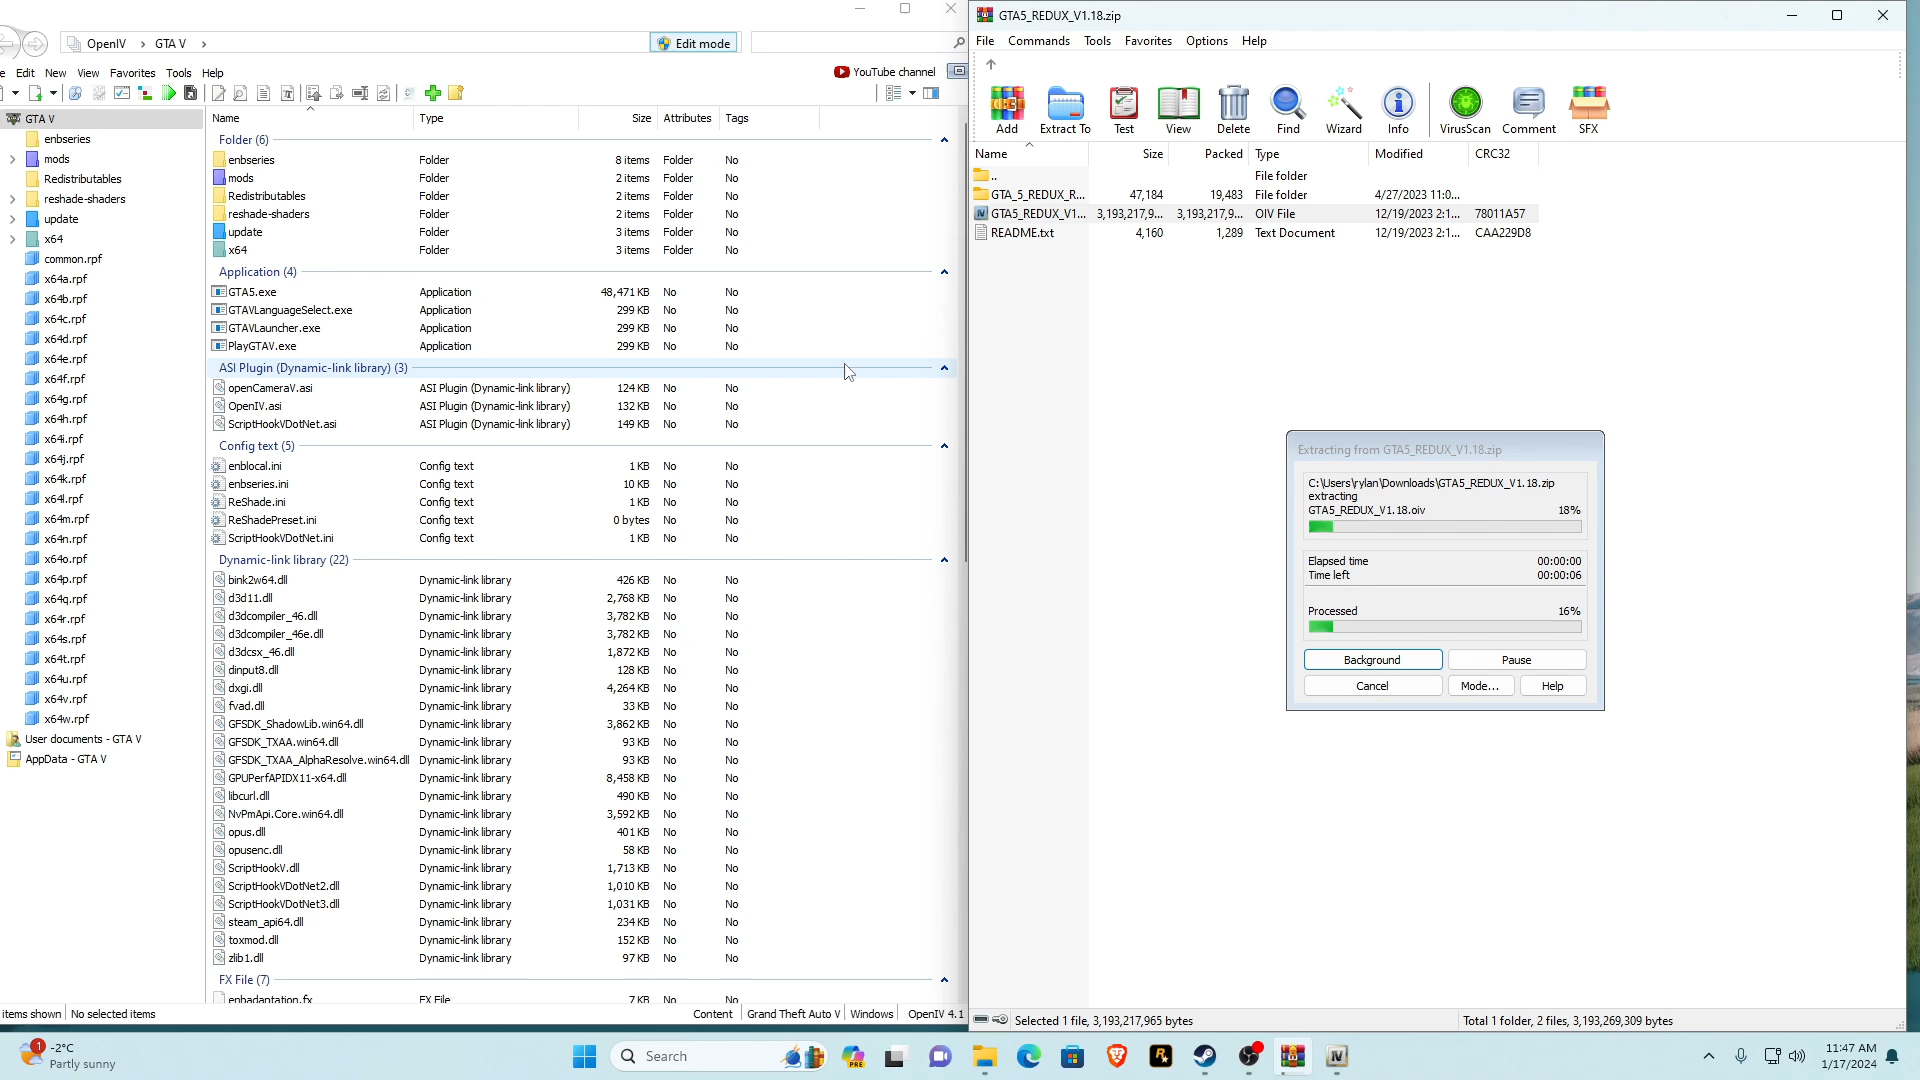 OpenIV
GTA V
Edit mode
Edit New View Favorites Tools Help
YouTube channel
GTA V
enbseries
mods
Redistributables
reshade-shaders
update
x64
common.rpf
x64a.rpf
x64b.rpf
x64c.rpf
x64d.rpf
x64e.rpf
x64f.rpf
x64g.rpf
x64h.rpf
x64i.rpf
x64j.rpf
x64k.rpf
x64l.rpf
x64m.rpf
x64n.rpf
x64o.rpf
x64p.rpf
x64q.rpf
x64r.rpf
x64s.rpf
x64t.rpf
x64u.rpf
x64v.rpf
x64w.rpf
User documents - GTA V
AppData - GTA V
Name Type Size Attributes Tags
Folder (6)
enbseries Folder 8 items Folder No
mods Folder 2 items Folder No
Redistributables Folder 2 items Folder No
reshade-shaders Folder 2 items Folder No
update Folder 3 items Folder No
x64 Folder 3 items Folder No
Application (4)
GTA5.exe Application 48,471 KB No No
GTAVLanguageSelect.exe Application 299 KB No No
GTAVLauncher.exe Application 299 KB No No
PlayGTAV.exe Application 299 KB No No
ASI Plugin (Dynamic-link library) (3)
openCameraV.asi ASI Plugin (Dynamic-link library) 124 KB No No
OpenIV.asi ASI Plugin (Dynamic-link library) 132 KB No No
ScriptHookVDotNet.asi ASI Plugin (Dynamic-link library) 149 KB No No
Config text (5)
enblocal.ini Config text 1 KB No No
enbseries.ini Config text 10 KB No No
ReShade.ini Config text 1 KB No No
ReShadePreset.ini Config text 0 bytes No No
ScriptHookVDotNet.ini Config text 1 KB No No
Dynamic-link library (22)
bink2w64.dll Dynamic-link library 426 KB No No
d3d11.dll Dynamic-link library 2,768 KB No No
d3dcompiler_46.dll Dynamic-link library 3,782 KB No No
d3dcompiler_46e.dll Dynamic-link library 3,782 KB No No
d3dcsx_46.dll Dynamic-link library 1,872 KB No No
dinput8.dll Dynamic-link library 128 KB No No
dxgi.dll Dynamic-link library 4,264 KB No No
fvad.dll Dynamic-link library 33 KB No No
GFSDK_ShadowLib.win64.dll Dynamic-link library 3,862 KB No No
GFSDK_TXAA.win64.dll Dynamic-link library 93 KB No No
GFSDK_TXAA_AlphaResolve.win64.dll Dynamic-link library 93 KB No No
GPUPerfAPIDX11-x64.dll Dynamic-link library 8,458 KB No No
libcurl.dll Dynamic-link library 490 KB No No
NvPmApi.Core.win64.dll Dynamic-link library 3,592 KB No No
opus.dll Dynamic-link library 401 KB No No
opusenc.dll Dynamic-link library 58 KB No No
ScriptHookV.dll Dynamic-link library 1,713 KB No No
ScriptHookVDotNet2.dll Dynamic-link library 1,010 KB No No
ScriptHookVDotNet3.dll Dynamic-link library 1,031 KB No No
steam_api64.dll Dynamic-link library 234 KB No No
toxmod.dll Dynamic-link library 152 KB No No
zlib1.dll Dynamic-link library 97 KB No No
FX File (7)
enbadaptation.fx FX File 7 KB No No
items shown No selected items Content Grand Theft Auto V Windows OpenIV 4.1
GTA5_REDUX_V1.18.zip
File Commands Tools Favorites Options Help
Add Extract To Test View Delete Find Wizard Info VirusScan Comment SFX
Name Size Packed Type Modified CRC32
.. File folder
GTA_5_REDUX_R... 47,184 19,483 File folder 4/27/2023 11:0...
GTA5_REDUX_V1... 3,193,217,9... 3,193,217,9... OIV File 12/19/2023 2:1... 78011A57
README.txt 4,160 1,289 Text Document 12/19/2023 2:1... CAA229D8
Extracting from GTA5_REDUX_V1.18.zip
C:\Users\rylan\Downloads\GTA5_REDUX_V1.18.zip
extracting
GTA5_REDUX_V1.18.oiv 18%
Elapsed time 00:00:00
Time left 00:00:06
Processed 16%
Background Pause
Cancel Mode... Help
Selected 1 file, 3,193,217,965 bytes Total 1 folder, 2 files, 3,193,269,309 bytes
1
-2°C
Partly sunny
Search
PRE
11:47 AM
1/17/2024